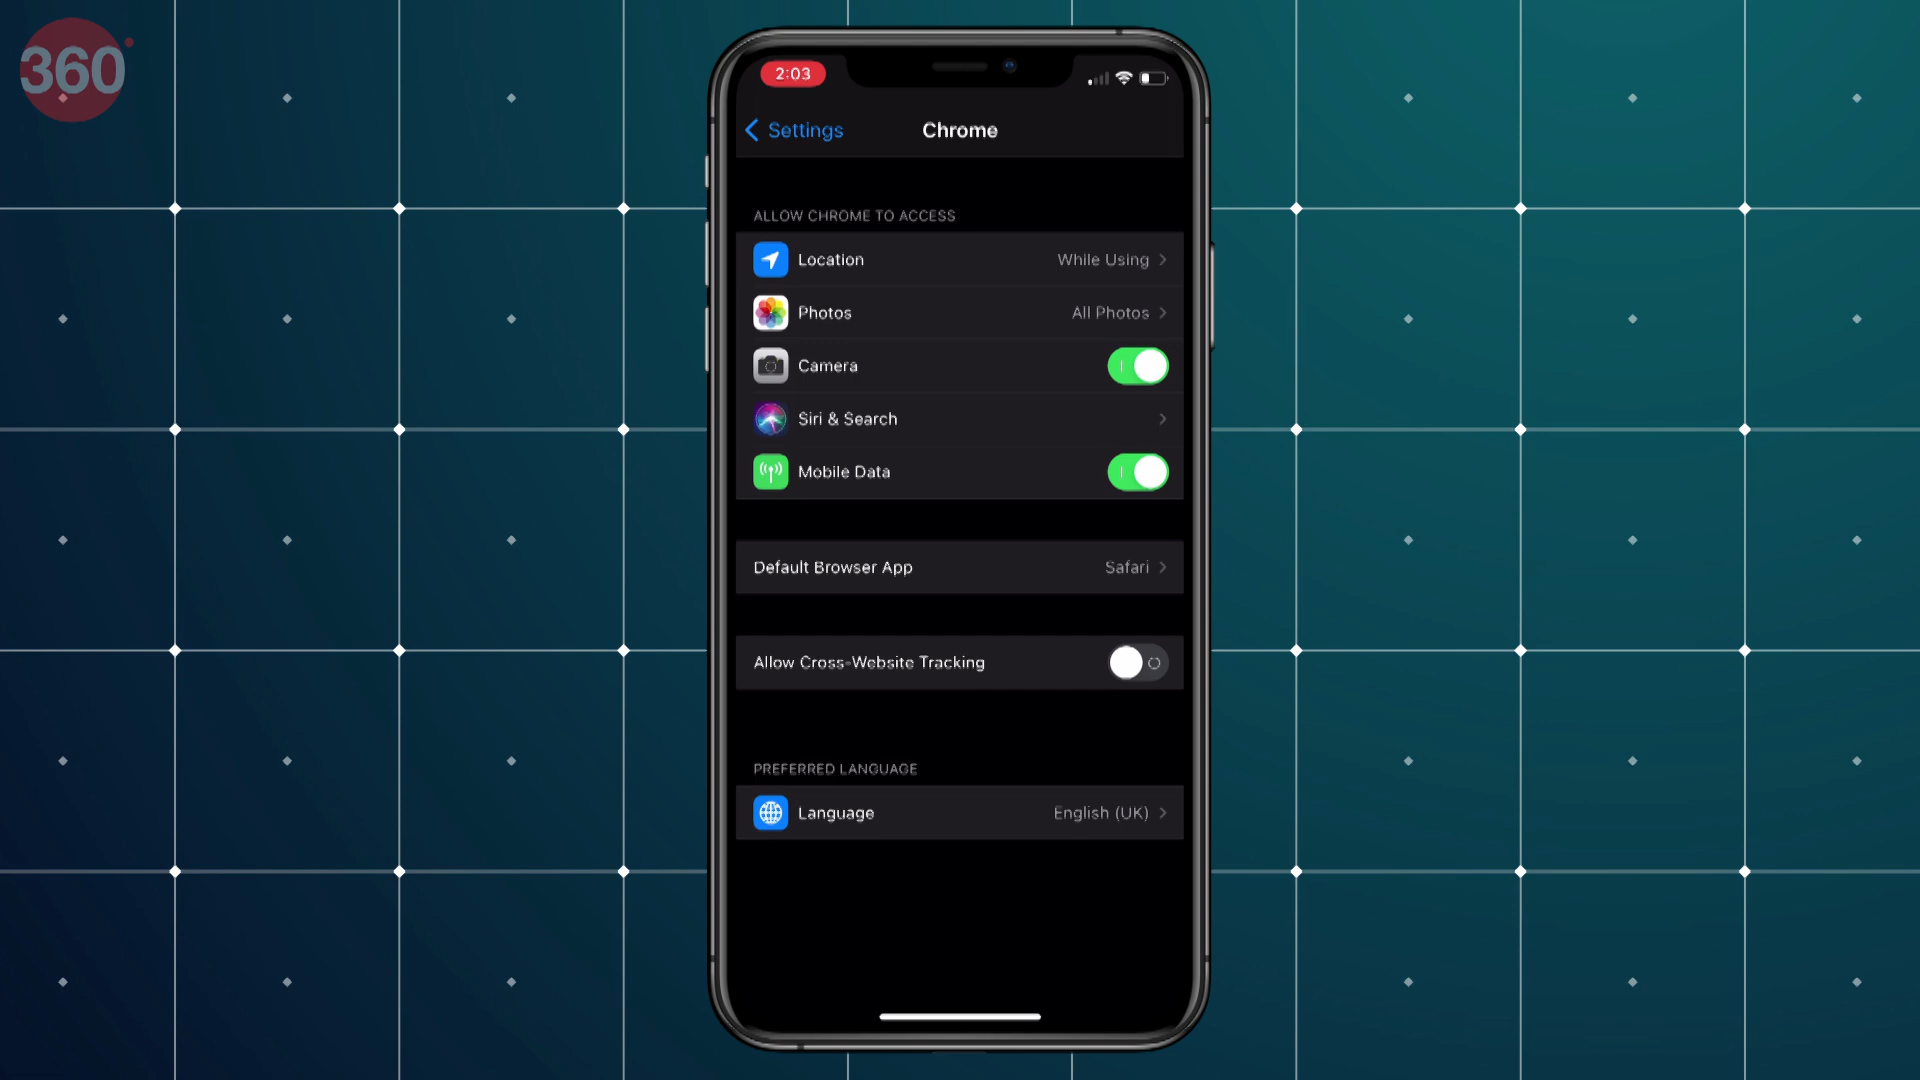 360
2:03
Settings
Chrome
ALLOW CHROME TO ACCESS
Location
While Using
Photos
All Photos
Camera
Siri & Search
Mobile Data
Default Browser App
Safari
Allow Cross-Website Tracking
PREFERRED LANGUAGE
Language
English (UK)